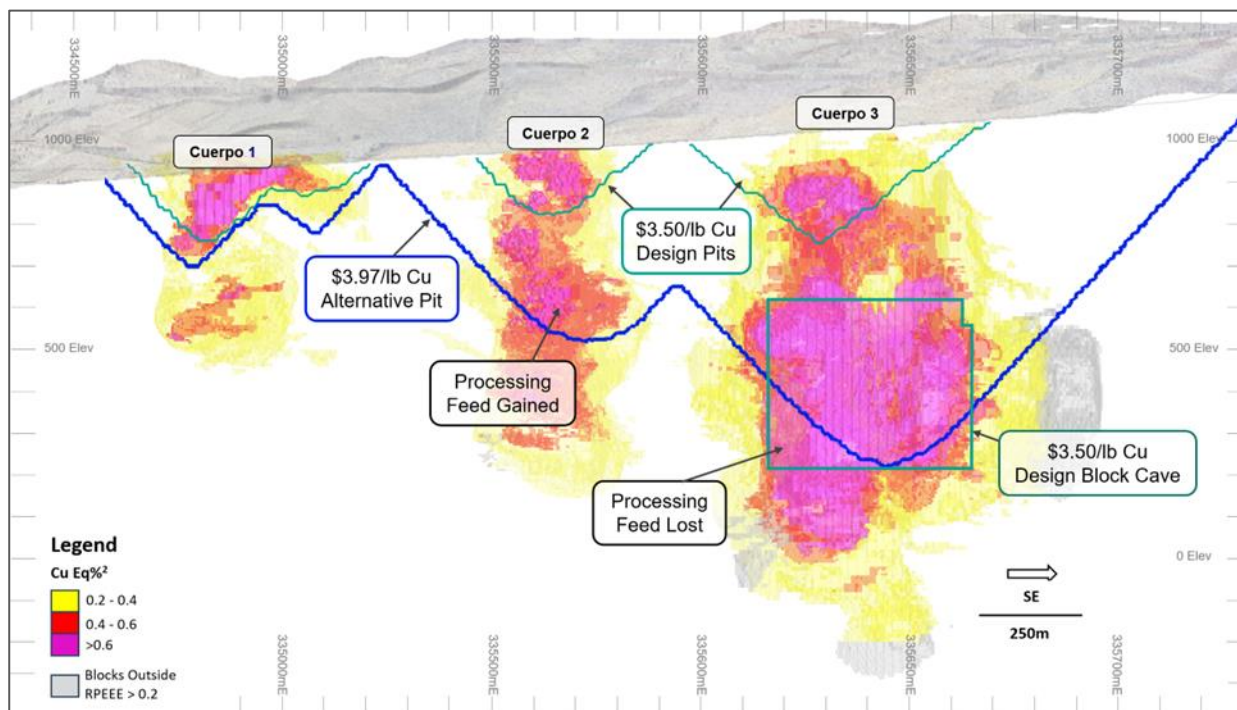 334500mE
335000mE
335500mE
335600mE
335650mE
335700mE
1000 Elev
1000 Elev
Cuerpo 1
Cuerpo 2
Cuerpo 3
$3.50/lb Cu
Design Pits
$3.97/lb Cu
Alternative Pit
500 Elev
500 Elev
Processing
Feed Gained
$3.50/lb Cu
Design Block Cave
Processing
Feed Lost
0 Elev
Legend
Cu Eq%²
0.2 - 0.4
0.4 - 0.6
>0.6
Blocks Outside
RPEEE > 0.2
SE
250m
335000mE
335500mE
335600mE
335650mE
335700mE